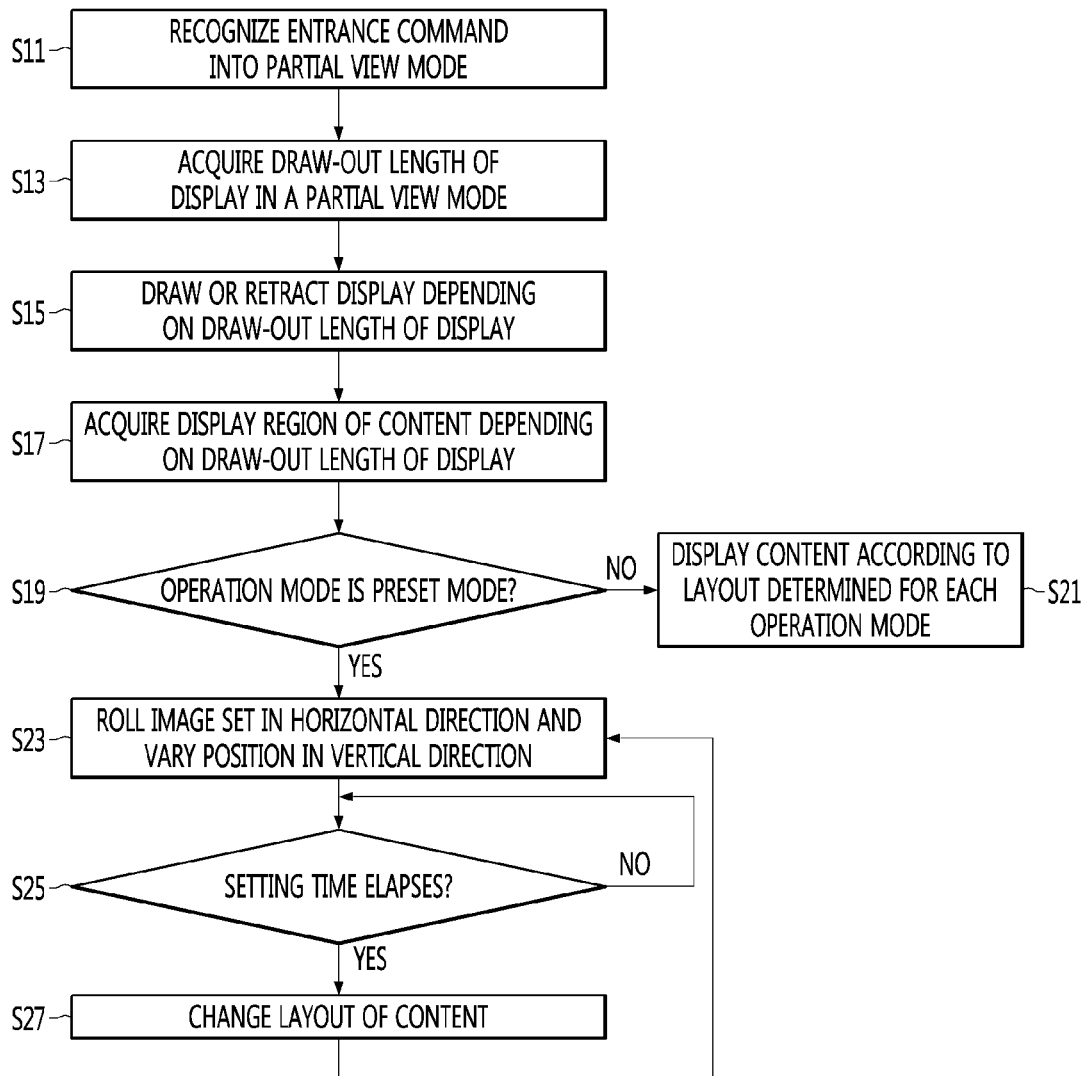 S11
RECOGNIZE ENTRANCE COMMAND
INTO PARTIAL VIEW MODE
S13
ACQUIRE DRAW-OUT LENGTH OF
DISPLAY IN A PARTIAL VIEW MODE
S15
DRAW OR RETRACT DISPLAY DEPENDING
ON DRAW-OUT LENGTH OF DISPLAY
S17
ACQUIRE DISPLAY REGION OF CONTENT DEPENDING
ON DRAW-OUT LENGTH OF DISPLAY
S19
OPERATION MODE IS PRESET MODE?
NO
DISPLAY CONTENT ACCORDING TO
LAYOUT DETERMINED FOR EACH
OPERATION MODE
S21
YES
S23
ROLL IMAGE SET IN HORIZONTAL DIRECTION AND
VARY POSITION IN VERTICAL DIRECTION
S25
SETTING TIME ELAPSES?
NO
YES
S27
CHANGE LAYOUT OF CONTENT